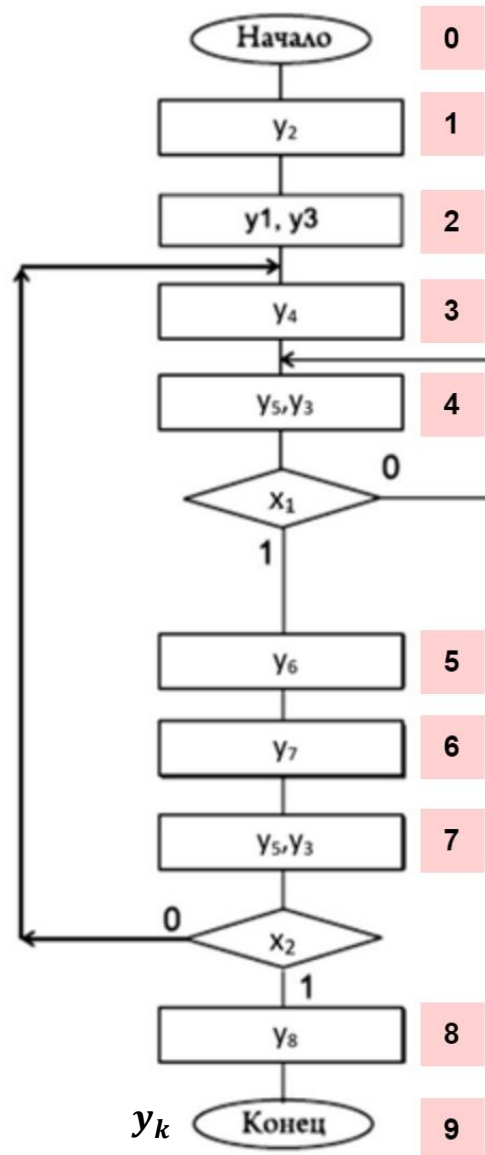 Начало 0
y₂ 1
y1, y3 2
y₄ 3
y₅,y₃ 4
0
x₁
1
y₆ 5
y₇ 6
y₅,y₃ 7
0
x₂
1
y₈ 8
yₖ Конец 9